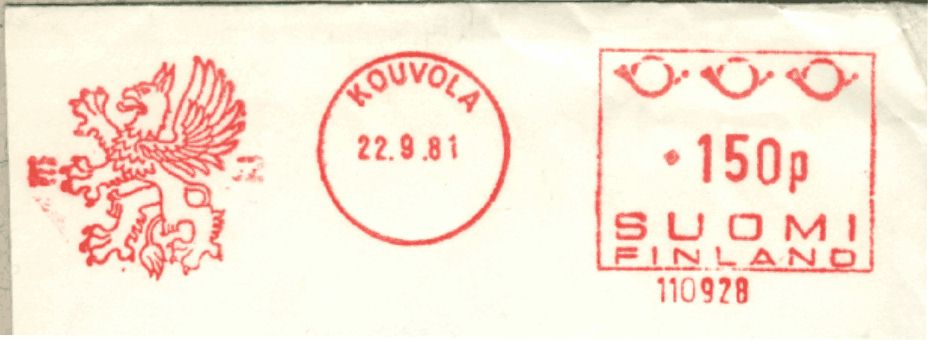 KOUVOLA
22.9.81
150p
SUOMI
FINLAND
110928